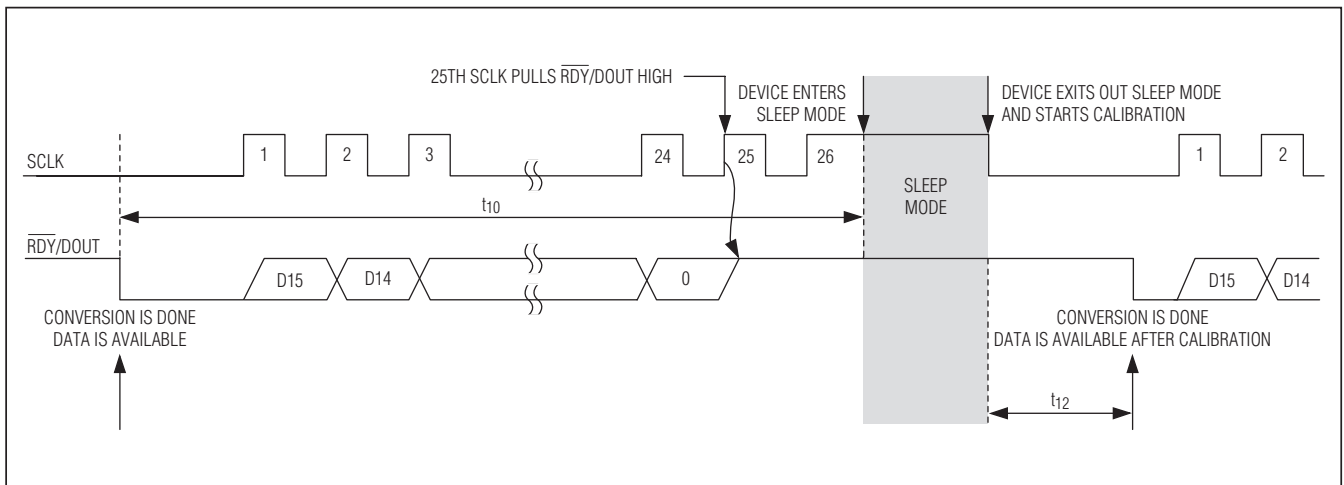 25TH SCLK PULLS R̅D̅Y̅/DOUT HIGH
DEVICE ENTERS
SLEEP MODE
DEVICE EXITS OUT SLEEP MODE
AND STARTS CALIBRATION
SCLK
1
2
3
24
25
26
1
2
SLEEP
MODE
t10
R̅D̅Y̅/DOUT
D15
D14
0
D15
D14
CONVERSION IS DONE
DATA IS AVAILABLE
CONVERSION IS DONE
DATA IS AVAILABLE AFTER CALIBRATION
t12